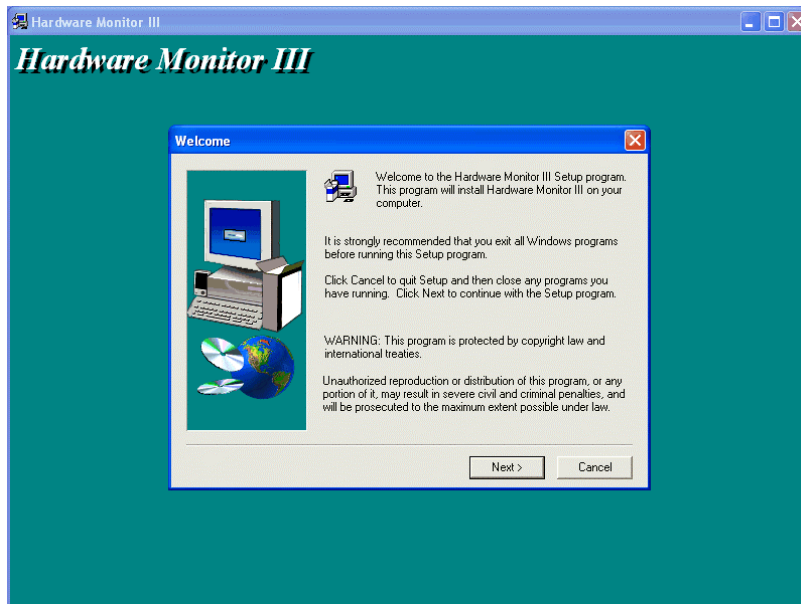 Hardware Monitor III
Hardware Monitor III
Welcome
Welcome to the Hardware Monitor III Setup program.
This program will install Hardware Monitor III on your
computer.
It is strongly recommended that you exit all Windows programs
before running this Setup program.
Click Cancel to quit Setup and then close any programs you
have running. Click Next to continue with the Setup program.
WARNING: This program is protected by copyright law and
international treaties.
Unauthorized reproduction or distribution of this program, or any
portion of it, may result in severe civil and criminal penalties, and
will be prosecuted to the maximum extent possible under law.
Next >
Cancel